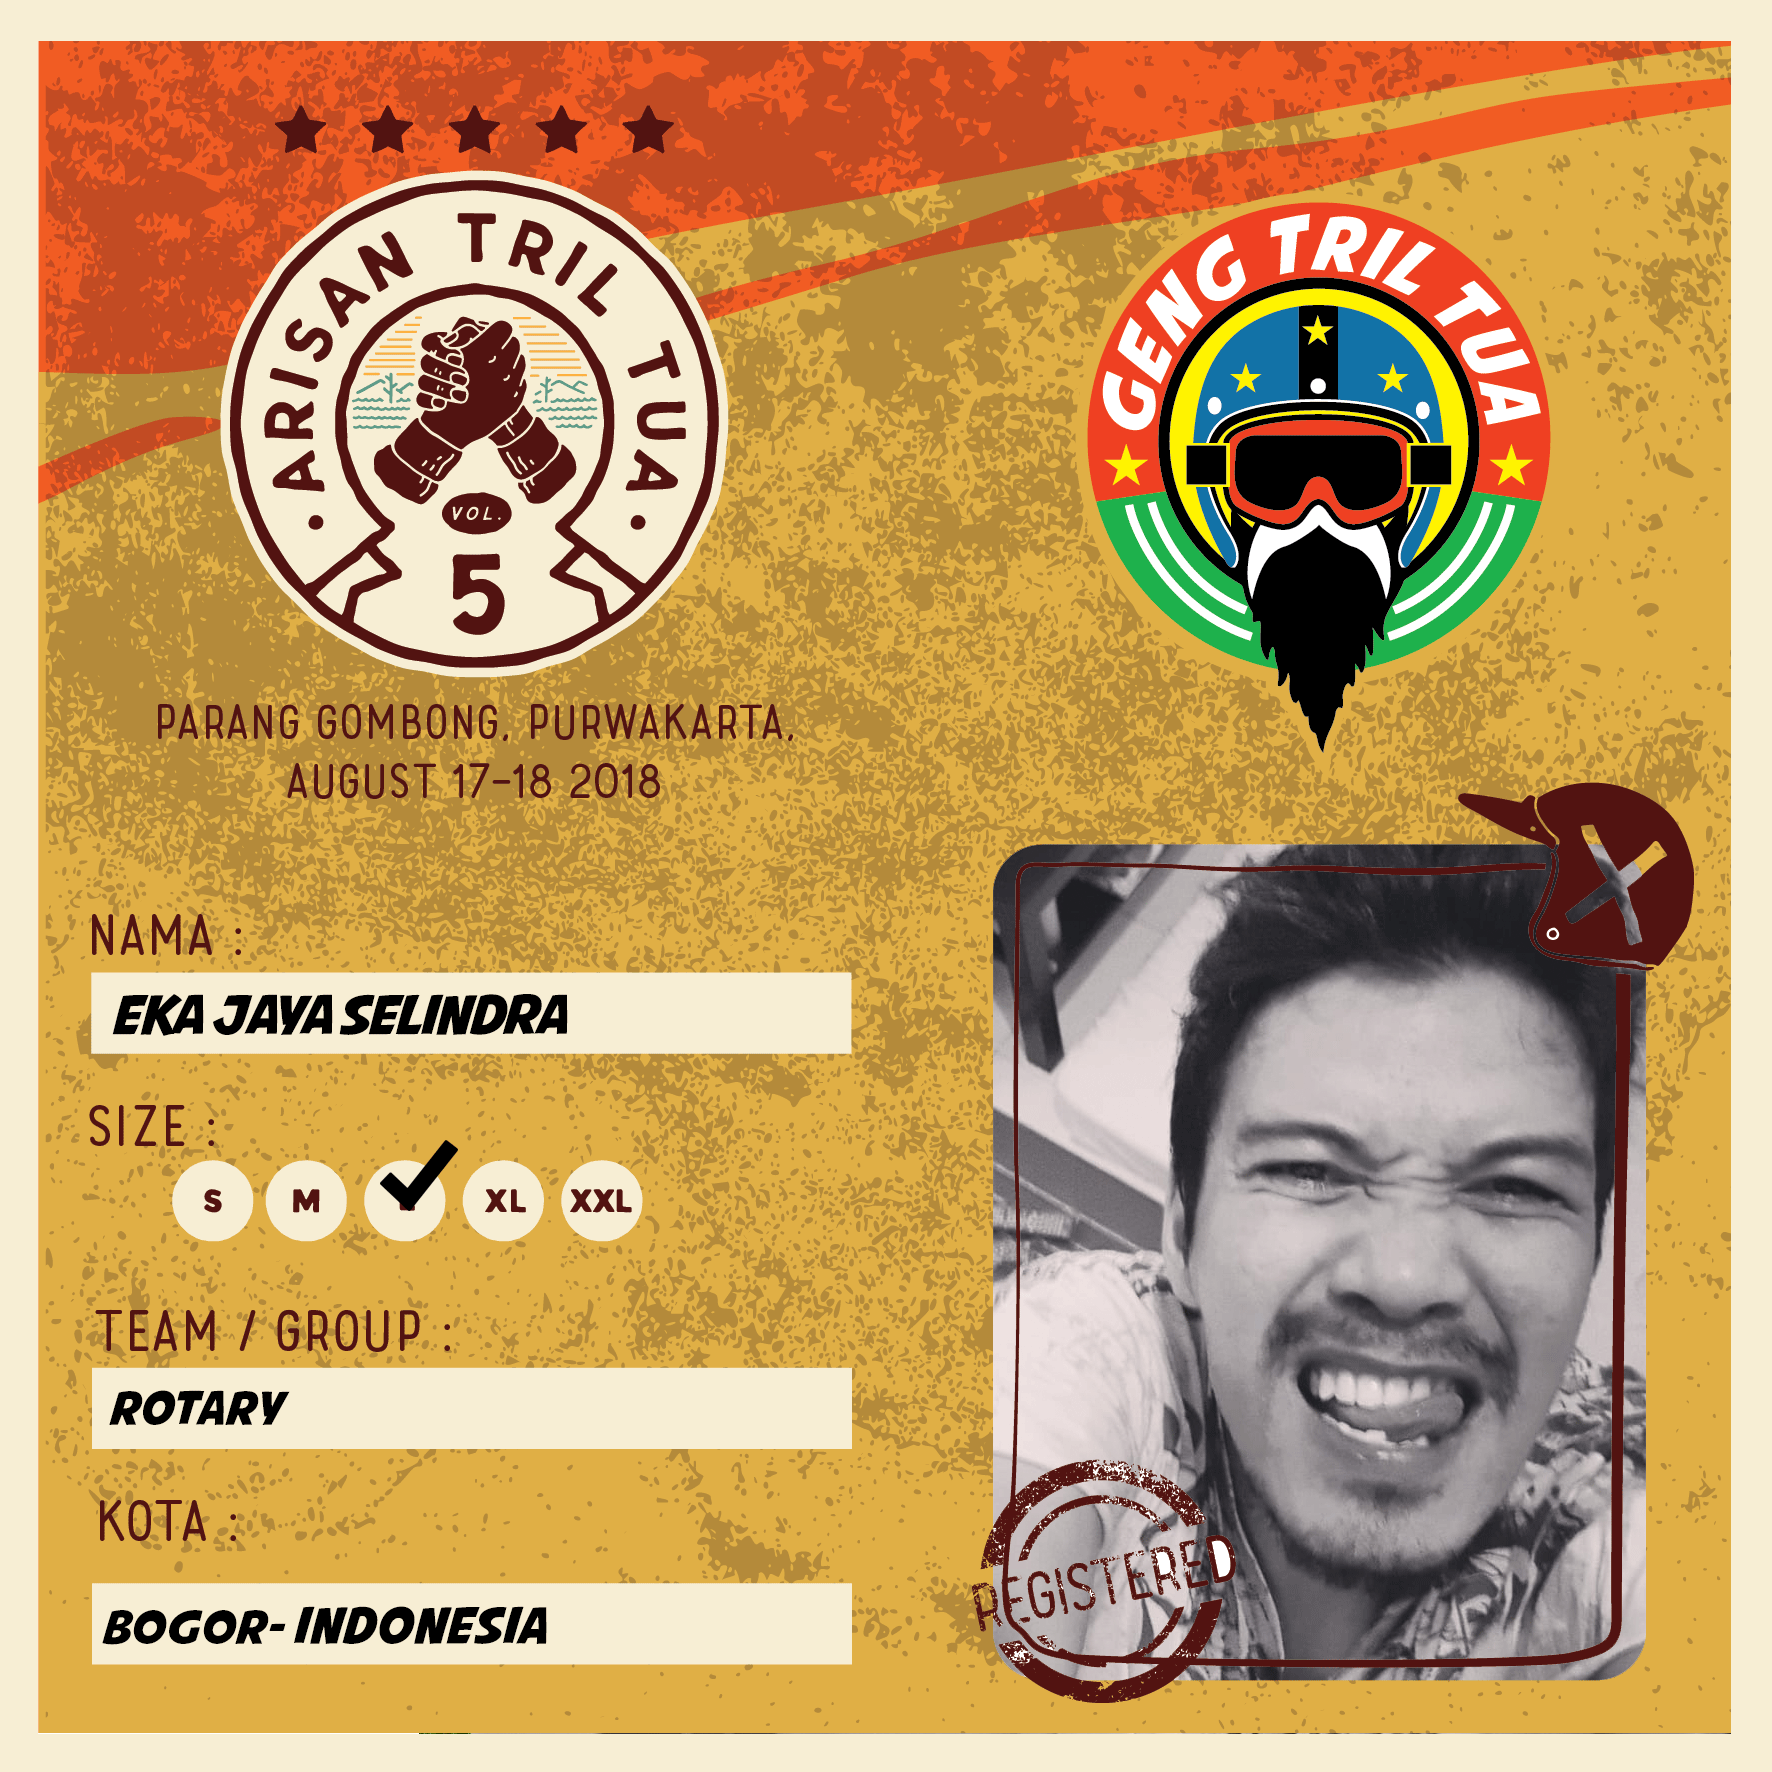 ARISAN TRIL TUA
VOL.
5
GENG TRIL TUA
PARANG GOMBONG, PURWAKARTA,
AUGUST 17-18 2018
NAMA :
EKA JAYA SELINDRA
SIZE :
S M XL XXL
TEAM / GROUP :
ROTARY
KOTA :
BOGOR- INDONESIA
REGISTERED